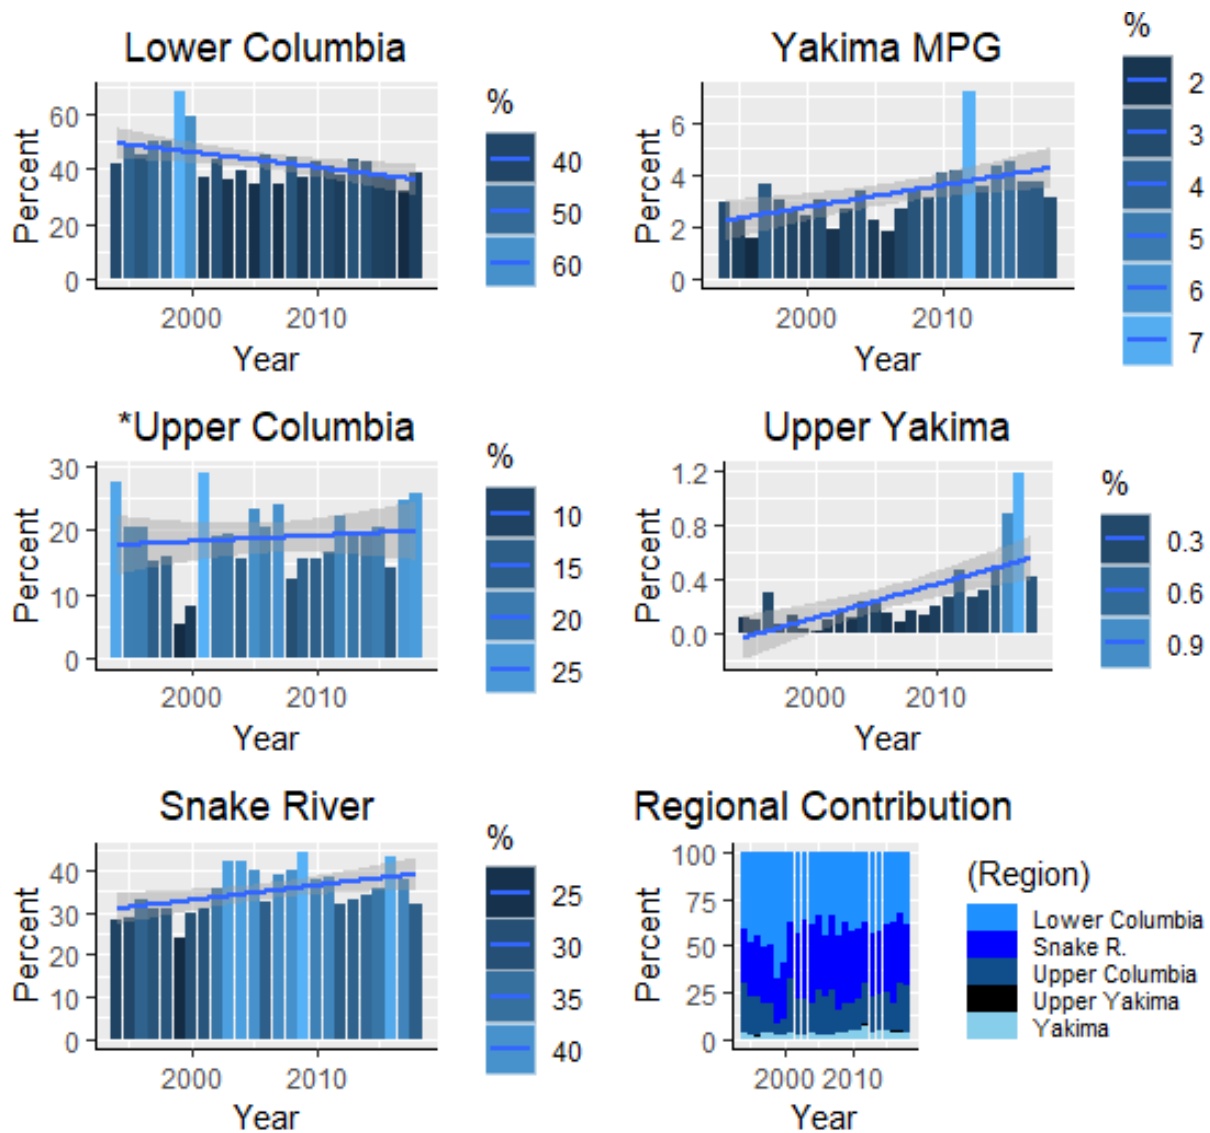 Lower Columbia
Percent
60
40
20
0
2000 2010
Year
%
40
50
60
Yakima MPG
Percent
6
4
2
0
2000 2010
Year
%
2
3
4
5
6
7
*Upper Columbia
Percent
30
20
10
0
2000 2010
Year
%
10
15
20
25
Upper Yakima
Percent
1.2
0.8
0.4
0.0
2000 2010
Year
%
0.3
0.6
0.9
Snake River
Percent
40
30
20
10
0
2000 2010
Year
%
25
30
35
40
Regional Contribution
Percent
100
75
50
25
0
2000 2010
Year
(Region)
Lower Columbia
Snake R.
Upper Columbia
Upper Yakima
Yakima